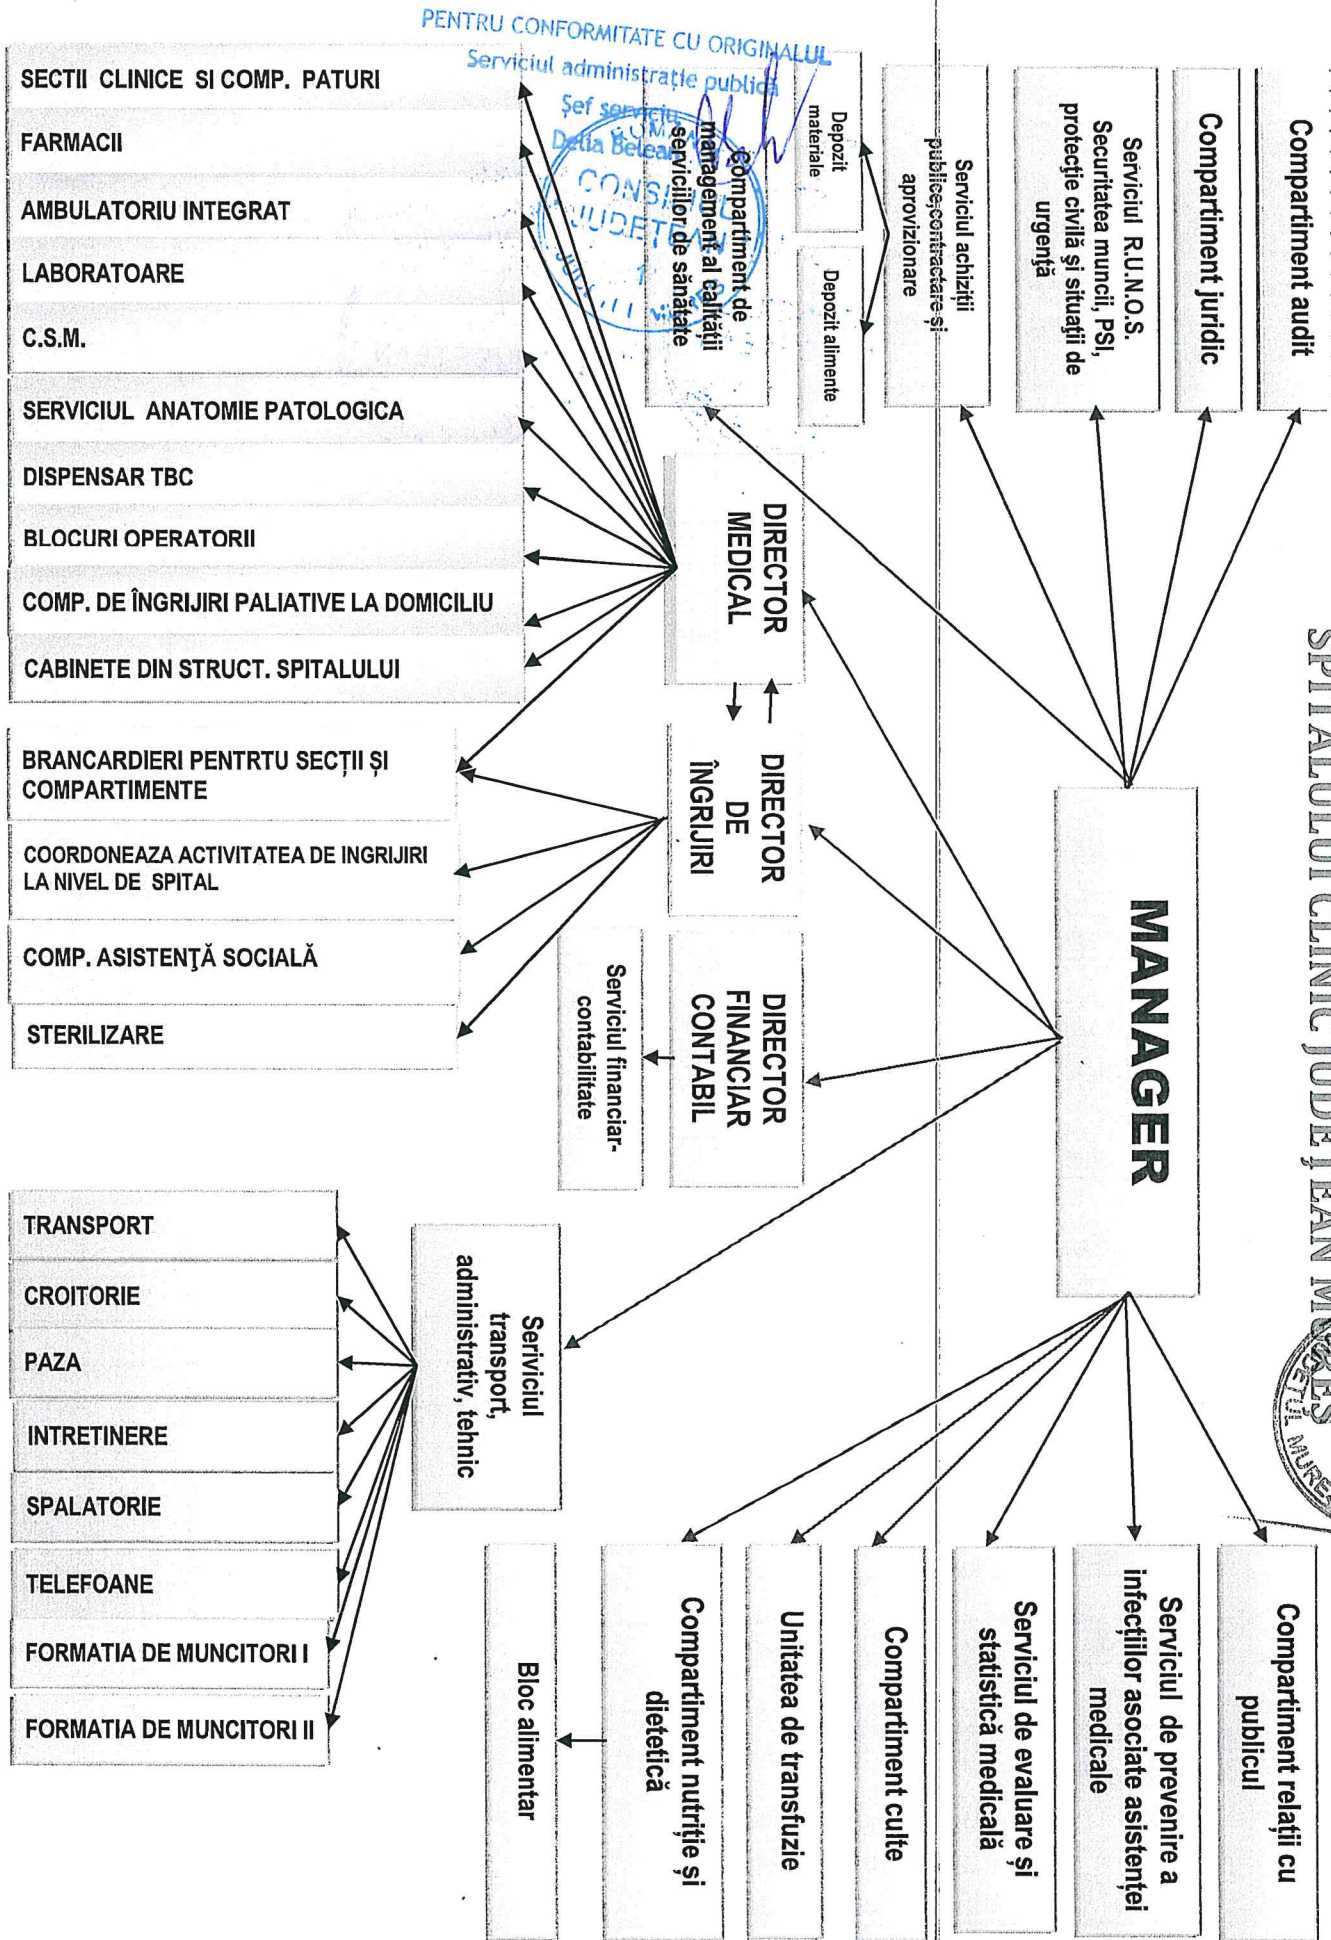 SPITALULUI CLINIC JUDEȚEAN MUREȘ
MANAGER
Compartiment audit
Compartiment juridic
Serviciul R.U.N.O.S.
Securitatea muncii, PSI,
protecție civilă și situații de
urgență
Serviciul achiziții
publice,contractare și
aprovizionare
Depozit
materiale
Depozit alimente
Compartiment de
management al calității
serviciilor de sănătate
PENTRU CONFORMITATE CU ORIGINALUL
Serviciul administrație publică
Șef serviciu
Delia Belean
CONSILIUL
JUDEȚEAN
DIRECTOR
MEDICAL
DIRECTOR
DE
ÎNGRIJIRI
DIRECTOR
FINANCIAR
CONTABIL
Serviciul financiar-
contabilitate
Seriviciul
transport,
administrativ, tehnic
Compartiment relații cu
publicul
Serviciul de prevenire a
infecțiilor asociate asistenței
medicale
Serviciul de evaluare și
statistică medicală
Compartiment culte
Unitatea de transfuzie
Compartiment nutriție și
dietetică
Bloc alimentar
SECTII CLINICE SI COMP. PATURI
FARMACII
AMBULATORIU INTEGRAT
LABORATOARE
C.S.M.
SERVICIUL ANATOMIE PATOLOGICA
DISPENSAR TBC
BLOCURI OPERATORII
COMP. DE ÎNGRIJIRI PALIATIVE LA DOMICILIU
CABINETE DIN STRUCT. SPITALULUI
BRANCARDIERI PENTRTU SECȚII ȘI
COMPARTIMENTE
COORDONEAZA ACTIVITATEA DE INGRIJIRI
LA NIVEL DE SPITAL
COMP. ASISTENŢĂ SOCIALĂ
STERILIZARE
TRANSPORT
CROITORIE
PAZA
INTRETINERE
SPALATORIE
TELEFOANE
FORMATIA DE MUNCITORI I
FORMATIA DE MUNCITORI II